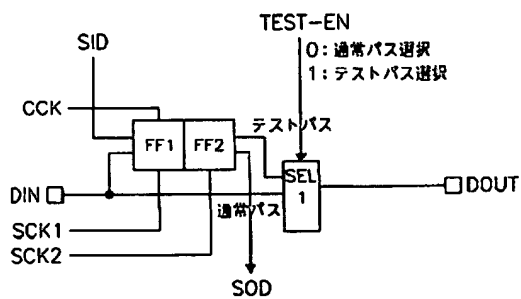 TEST-EN
0:通常パス選択
1:テストパス選択
SID
CCK
テストパス
FF1
FF2
SEL
1
DIN
通常パス
DOUT
SCK1
SCK2
SOD